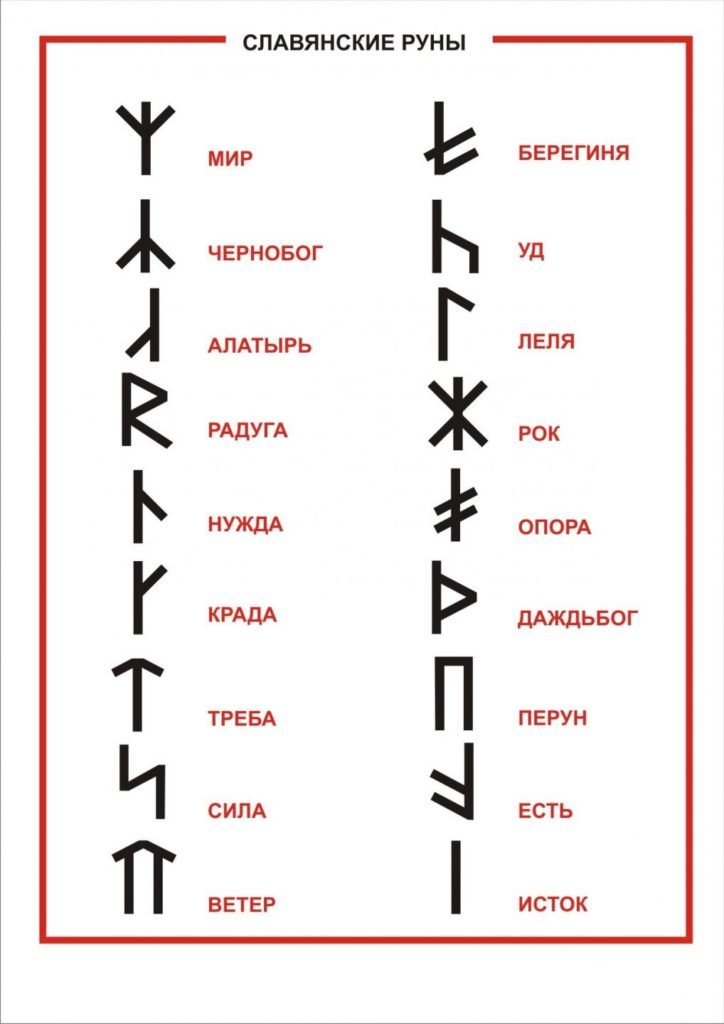 СЛАВЯНСКИЕ РУНЫ
МИР
БЕРЕГИНЯ
ЧЕРНОБОГ
УД
АЛАТЫРЬ
ЛЕЛЯ
РАДУГА
РОК
НУЖДА
ОПОРА
КРАДА
ДАЖДЬБОГ
ТРЕБА
ПЕРУН
СИЛА
ЕСТЬ
ВЕТЕР
ИСТОК